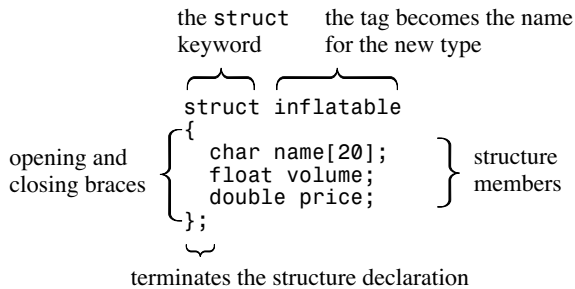 the struct keyword
the tag becomes the name for the new type
struct inflatable
{
char name[20];
float volume;
double price;
};
opening and closing braces
structure members
terminates the structure declaration